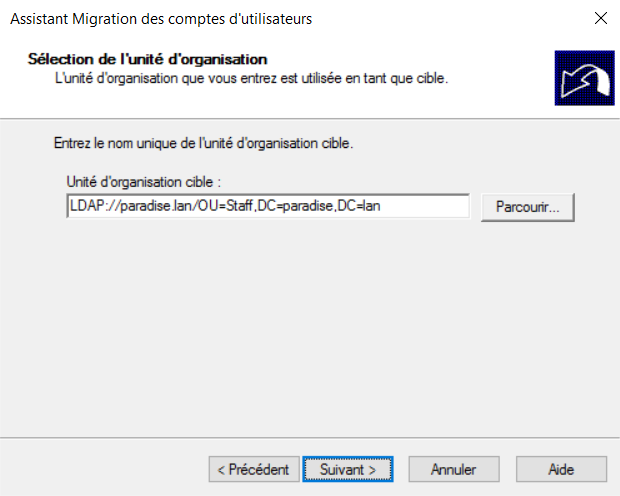 Assistant Migration des comptes d'utilisateurs
Sélection de l'unité d'organisation
L'unité d'organisation que vous entrez est utilisée en tant que cible.
Entrez le nom unique de l'unité d'organisation cible.
Unité d'organisation cible :
LDAP://paradise.lan/OU=Staff,DC=paradise,DC=lan
Parcourir...
< Précédent
Suivant >
Annuler
Aide